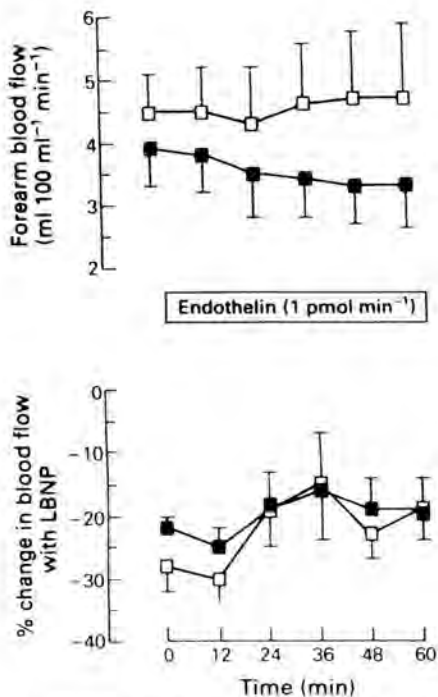 Forearm blood flow
(ml 100 ml⁻¹ min⁻¹)
6
5
4
3
2
Endothelin (1 pmol min⁻¹)
% change in blood flow
with LBNP
0
-10
-20
-30
-40
0 12 24 36 48 60
Time (min)